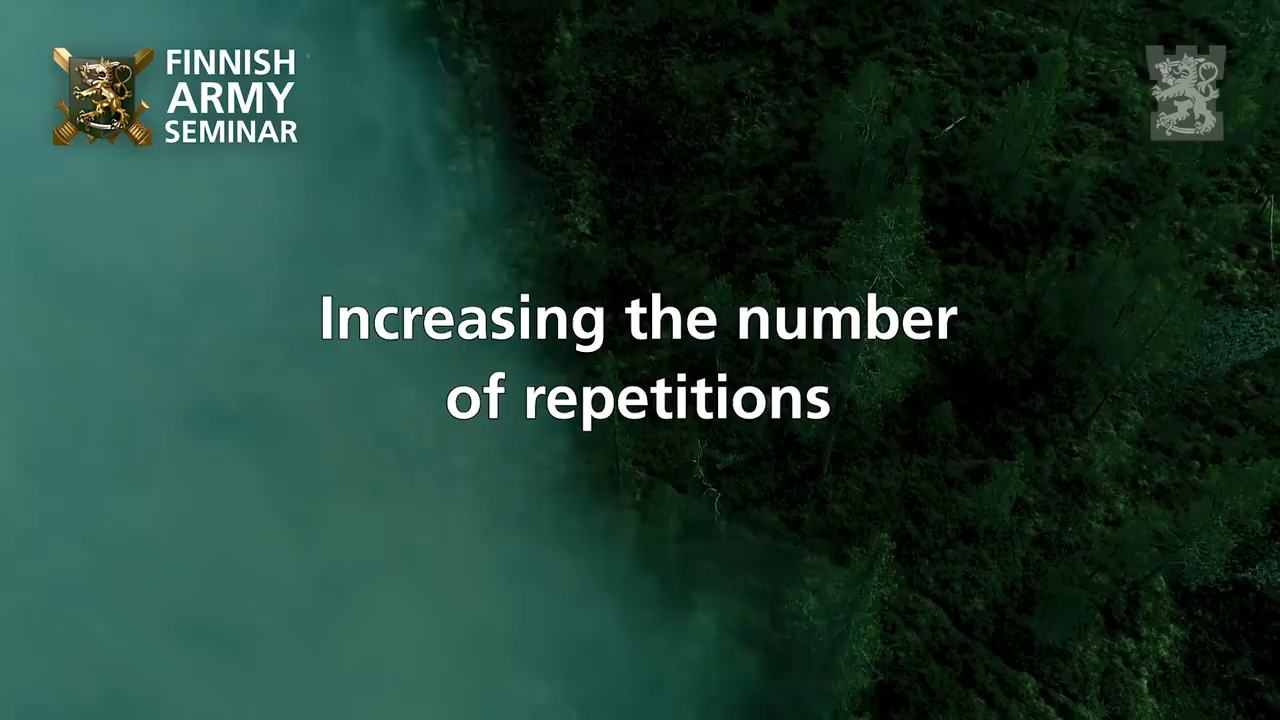 FINNISH
ARMY
SEMINAR
Increasing the number
of repetitions